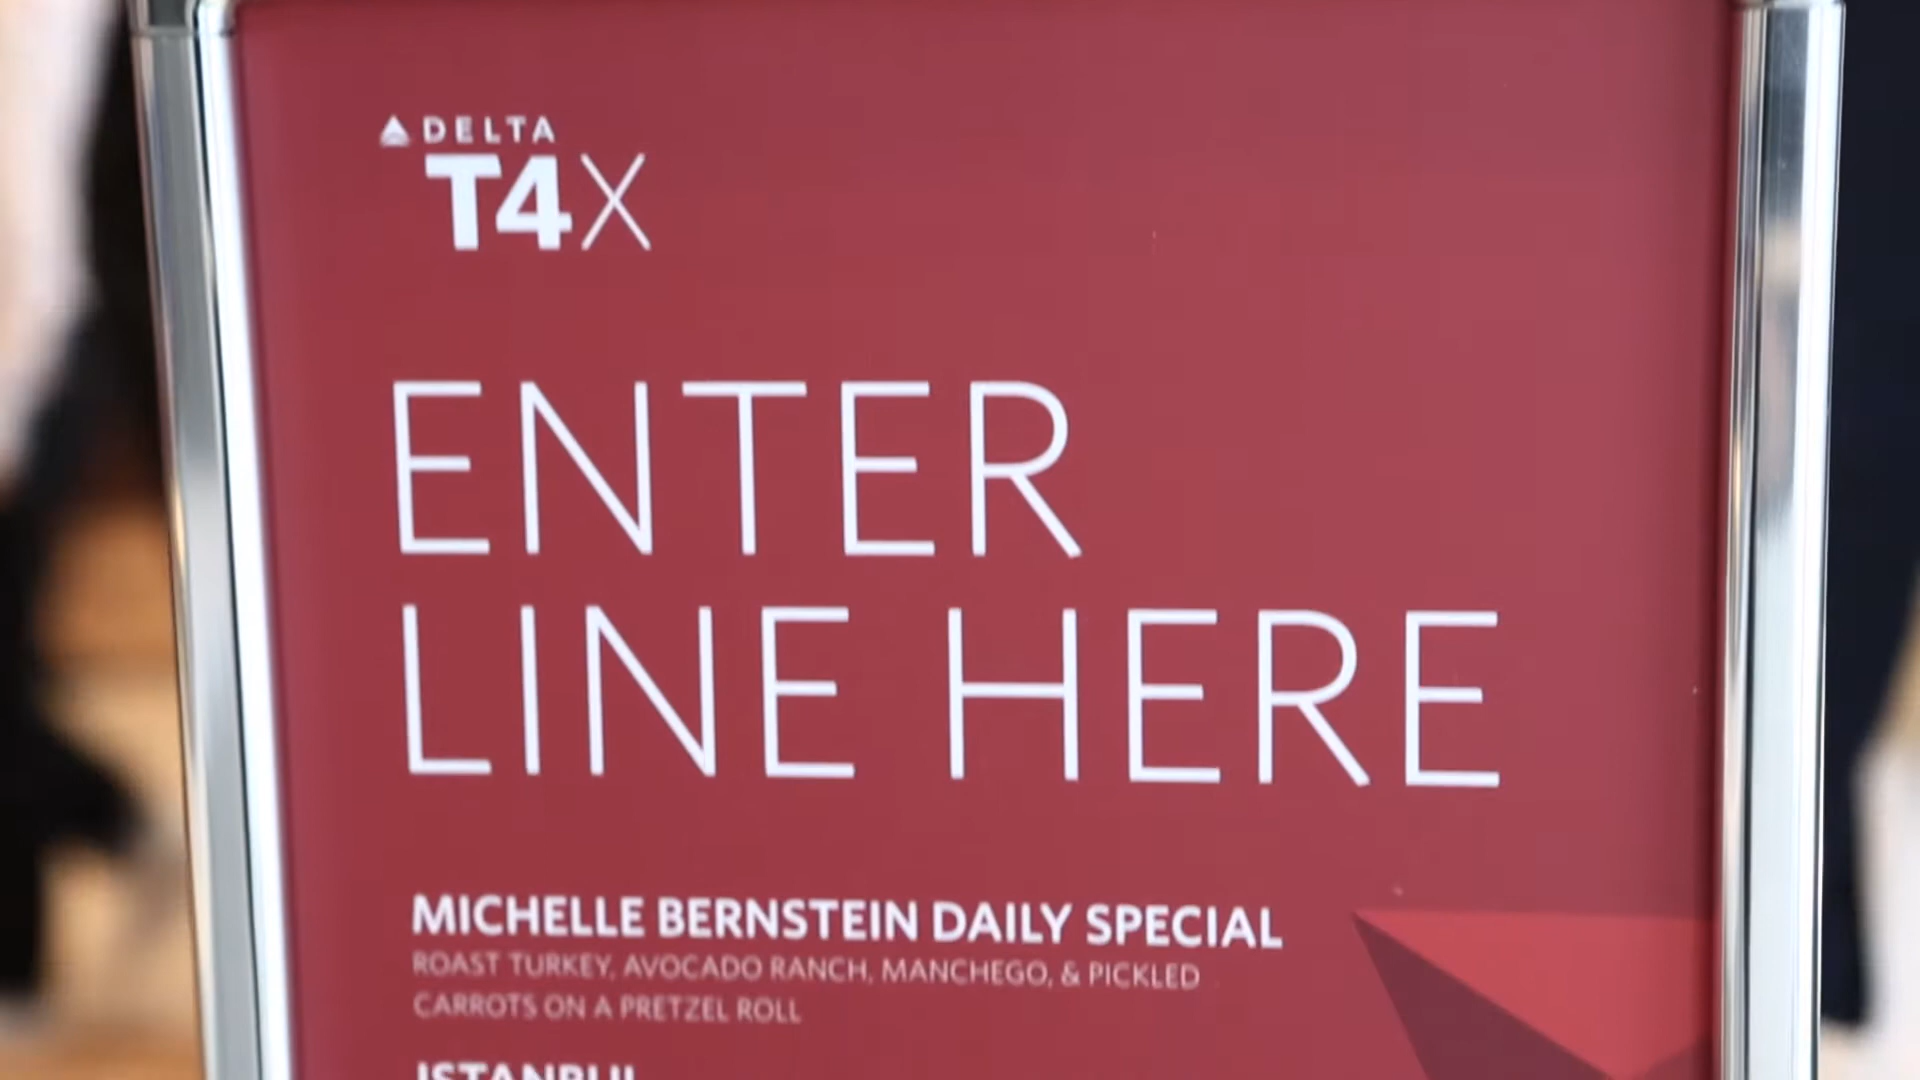 DELTA
T4X
ENTER
LINE HERE
MICHELLE BERNSTEIN DAILY SPECIAL
ROAST TURKEY, AVOCADO RANCH, MANCHEGO, & PICKLED
CARROTS ON A PRETZEL ROLL
ISTANBUL